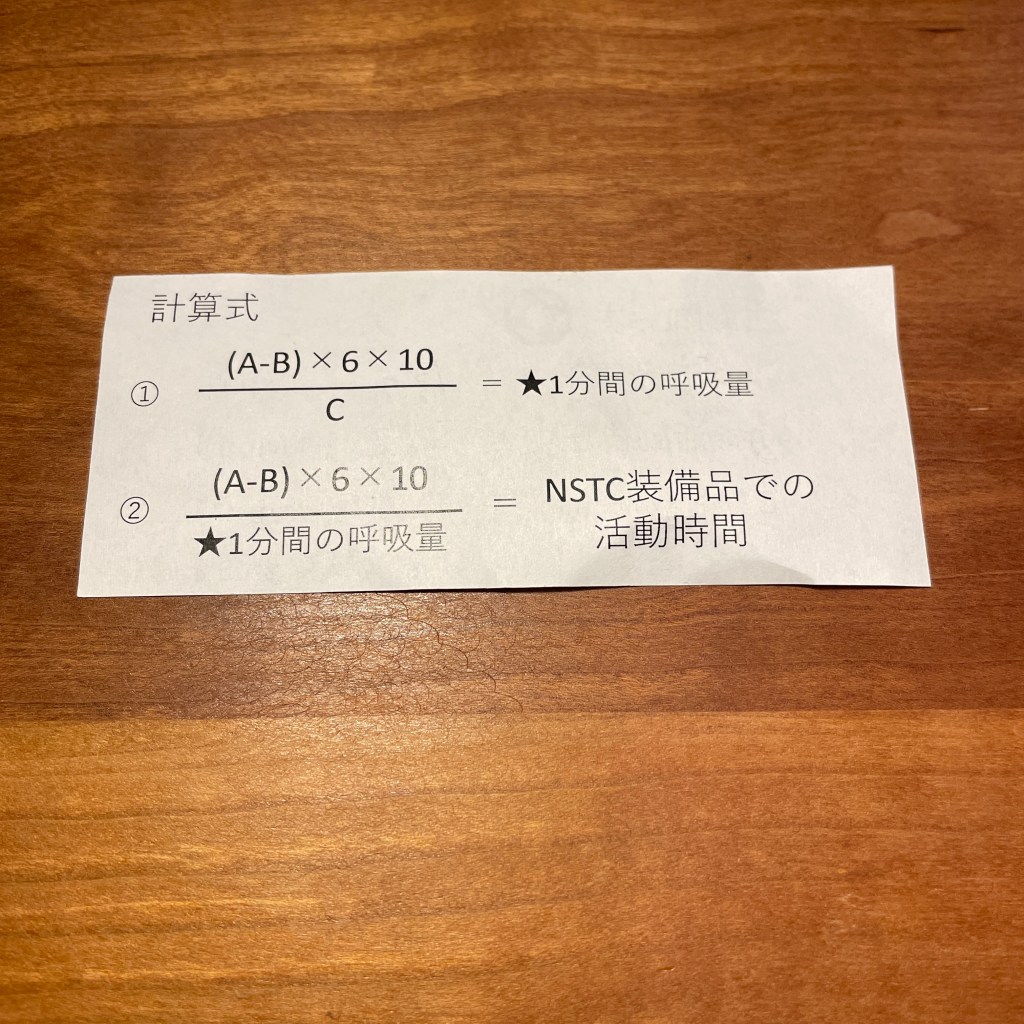 計算式
① (A-B)×6×10 / C = ★1分間の呼吸量
② (A-B)×6×10 / ★1分間の呼吸量 = NSTC装備品での
活動時間